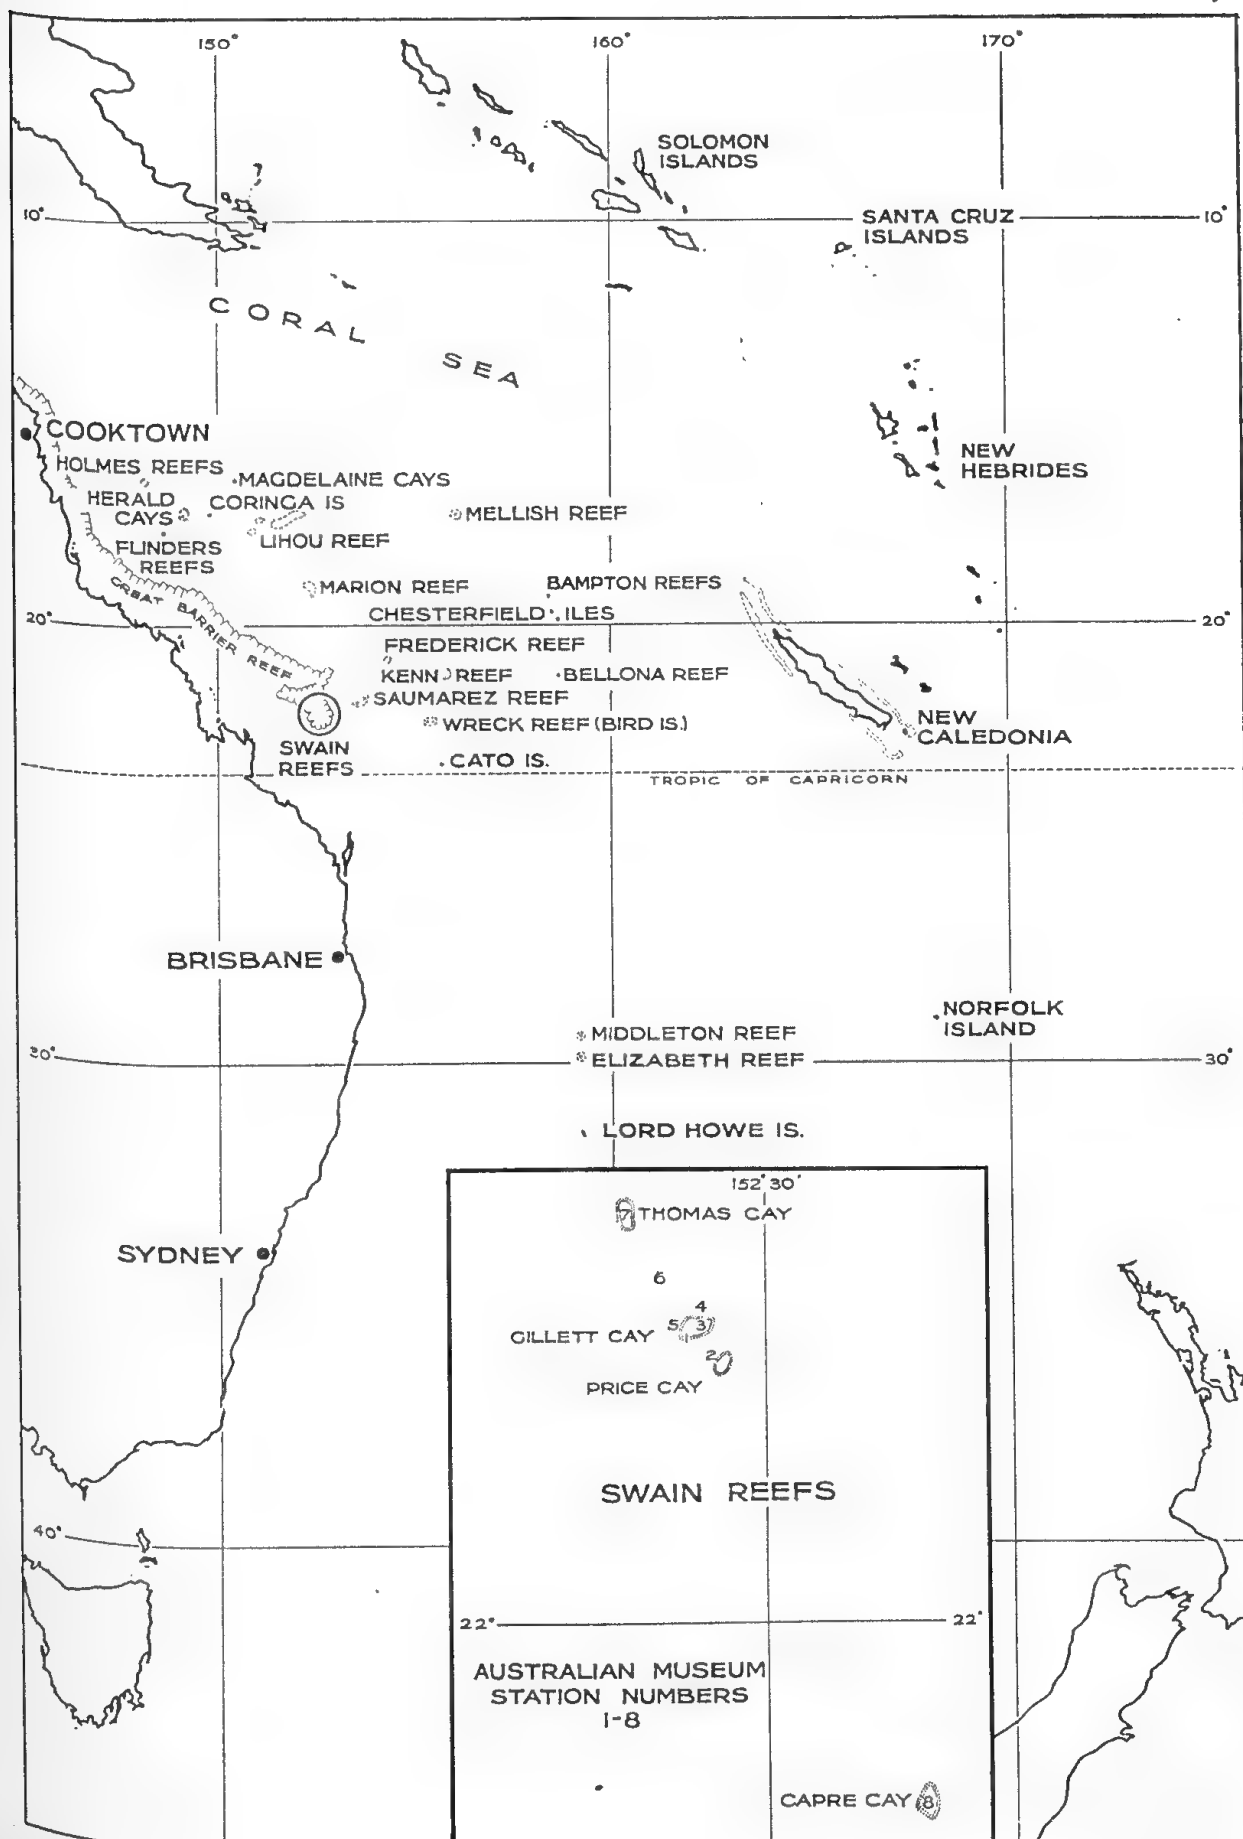 150° 160° 170°
SOLOMON
ISLANDS
10° SANTA CRUZ 10°
ISLANDS
CORAL SEA
COOKTOWN
HOLMES REEFS
MAGDELAINE CAYS
HERALD
CAYS
CORINGA IS
MELLISH REEF
LIHOU REEF
FLINDERS
REEFS
NEW
HEBRIDES
MARION REEF
BAMPTON REEFS
GREAT BARRIER REEF
CHESTERFIELD ILES
20° 20°
FREDERICK REEF
KENN REEF
BELLONA REEF
SAUMAREZ REEF
WRECK REEF (BIRD IS.)
NEW
CALEDONIA
SWAIN
REEFS
CATO IS.
TROPIC OF CAPRICORN
BRISBANE
NORFOLK
ISLAND
MIDDLETON REEF
30° ELIZABETH REEF 30°
LORD HOWE IS.
152°30'
7 THOMAS CAY
SYDNEY
6
4
5 3
GILLETT CAY 1
2
PRICE CAY
SWAIN REEFS
40°
22° 22°
AUSTRALIAN MUSEUM
STATION NUMBERS
1-8
CAPRE CAY 8